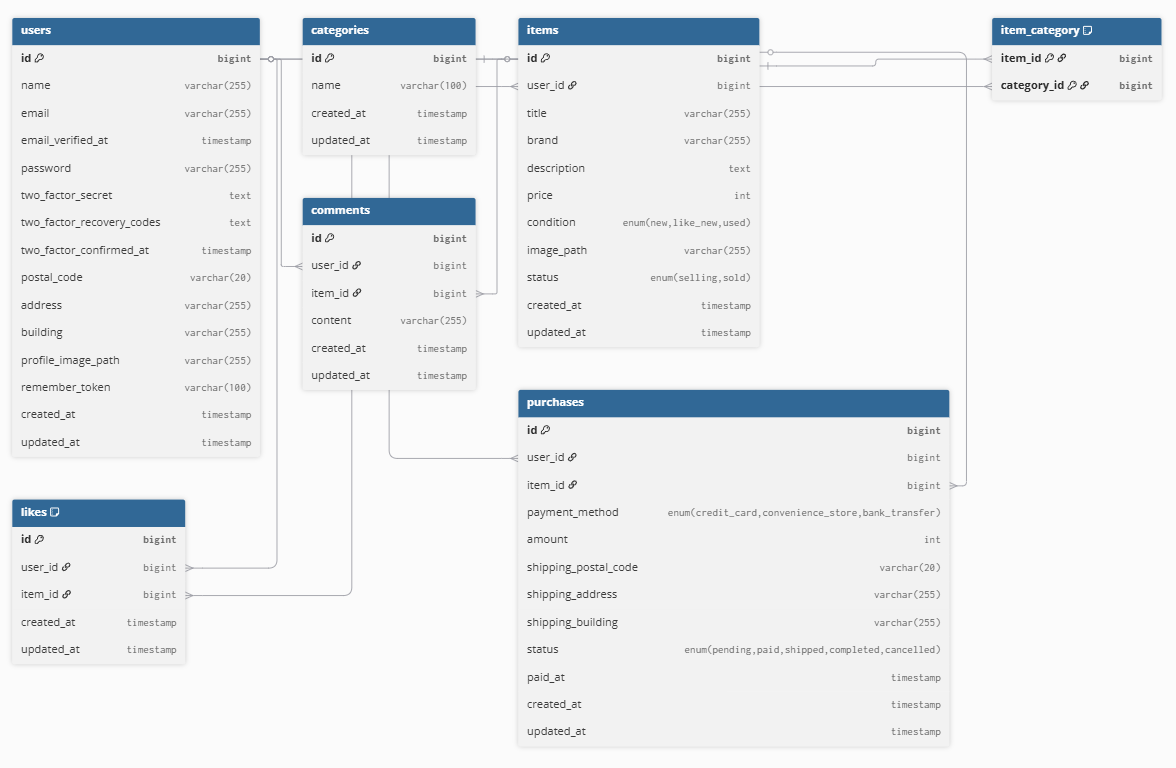 users
id bigint
name varchar(255)
email varchar(255)
email_verified_at timestamp
password varchar(255)
two_factor_secret text
two_factor_recovery_codes text
two_factor_confirmed_at timestamp
postal_code varchar(20)
address varchar(255)
building varchar(255)
profile_image_path varchar(255)
remember_token varchar(100)
created_at timestamp
updated_at timestamp
categories
id bigint
name varchar(100)
created_at timestamp
updated_at timestamp
comments
id bigint
user_id bigint
item_id bigint
content varchar(255)
created_at timestamp
updated_at timestamp
items
id bigint
user_id bigint
title varchar(255)
brand varchar(255)
description text
price int
condition enum(new,like_new,used)
image_path varchar(255)
status enum(selling,sold)
created_at timestamp
updated_at timestamp
item_category
item_id bigint
category_id bigint
likes
id bigint
user_id bigint
item_id bigint
created_at timestamp
updated_at timestamp
purchases
id bigint
user_id bigint
item_id bigint
payment_method enum(credit_card,convenience_store,bank_transfer)
amount int
shipping_postal_code varchar(20)
shipping_address varchar(255)
shipping_building varchar(255)
status enum(pending,paid,shipped,completed,cancelled)
paid_at timestamp
created_at timestamp
updated_at timestamp